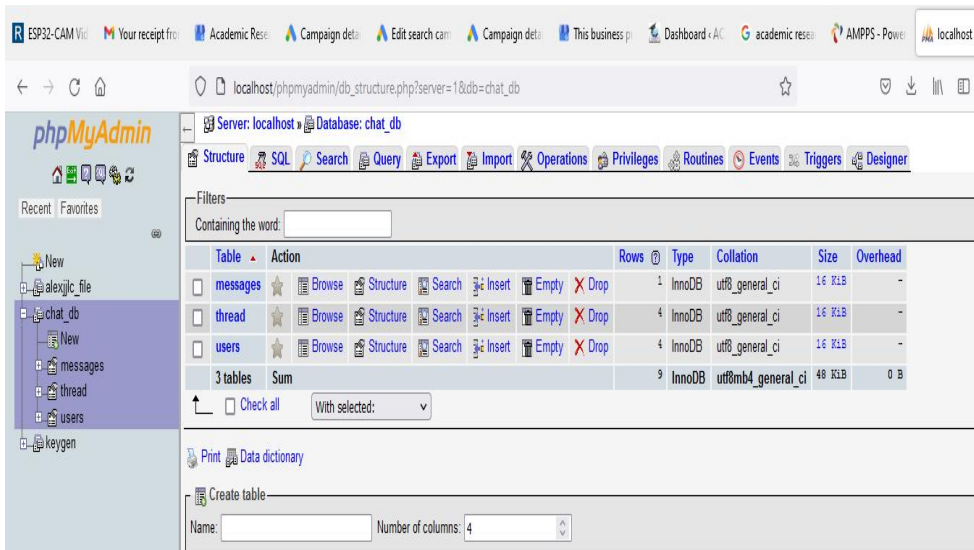 R ESP32-CAM Vid Your receipt fro Academic Rese Campaign deta Edit search cam Campaign deta This business p Dashboard ‹ AC G academic resea AMPPS - Powe localhost
localhost/phpmyadmin/db_structure.php?server=1&db=chat_db
phpMyAdmin
Recent Favorites
New
alexjjlc_file
chat_db
New
messages
thread
users
keygen
Server: localhost » Database: chat_db
Structure SQL Search Query Export Import Operations Privileges Routines Events Triggers Designer
Filters
Containing the word:
Table Action Rows Type Collation Size Overhead
messages Browse Structure Search Insert Empty Drop 1 InnoDB utf8_general_ci 16 KiB -
thread Browse Structure Search Insert Empty Drop 4 InnoDB utf8_general_ci 16 KiB -
users Browse Structure Search Insert Empty Drop 4 InnoDB utf8_general_ci 16 KiB -
3 tables Sum 9 InnoDB utf8mb4_general_ci 48 KiB 0 B
Check all With selected:
Print Data dictionary
Create table
Name: Number of columns: 4